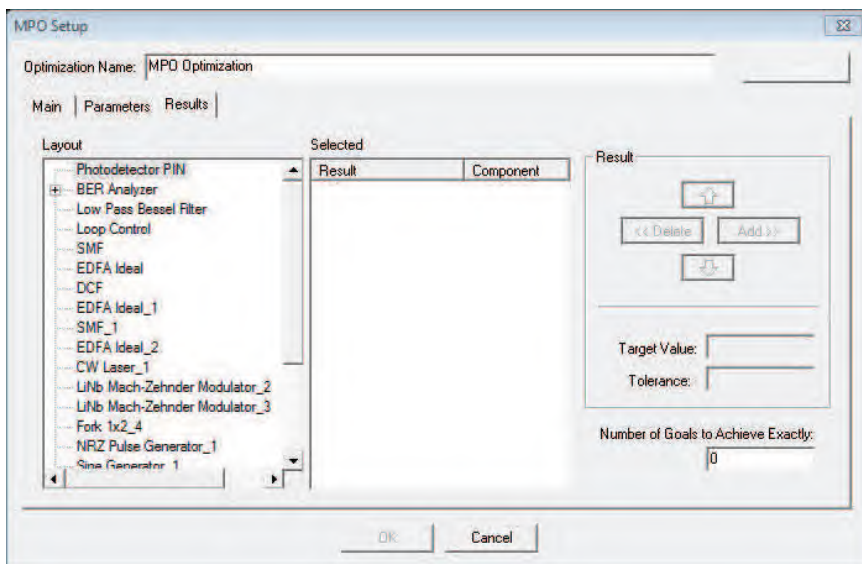 MPO Setup
Optimization Name: MPO Optimization
Main Parameters Results
Layout
Photodetector PIN
BER Analyzer
Low Pass Bessel Filter
Loop Control
SMF
EDFA Ideal
DCF
EDFA Ideal_1
SMF_1
EDFA Ideal_2
CW Laser_1
LiNb Mach-Zehnder Modulator_2
LiNb Mach-Zehnder Modulator_3
Fork 1x2_4
NRZ Pulse Generator_1
Sine Generator_1
Selected
Result Component
Result
<< Delete Add >>
Target Value:
Tolerance:
Number of Goals to Achieve Exactly:
0
OK Cancel